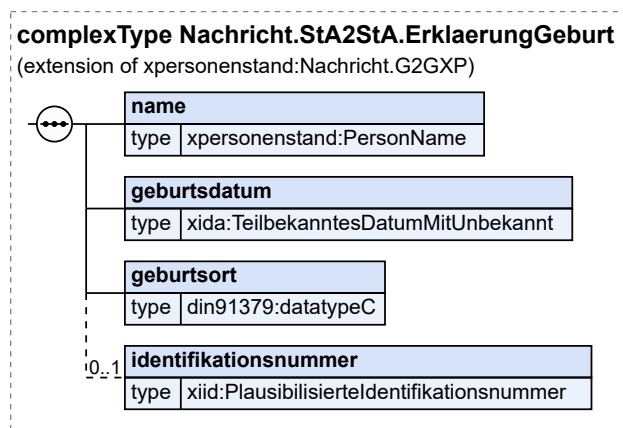 complexType Nachricht.StA2StA.ErklaerungGeburt
(extension of xpersonenstand:Nachricht.G2GXP)
name
type xpersonenstand:PersonName
geburtsdatum
type xida:TeilbekanntesDatumMitUnbekannt
geburtsort
type din91379:datatypeC
0..1 identifikationsnummer
type xiid:PlausibilisierteIdentifikationsnummer